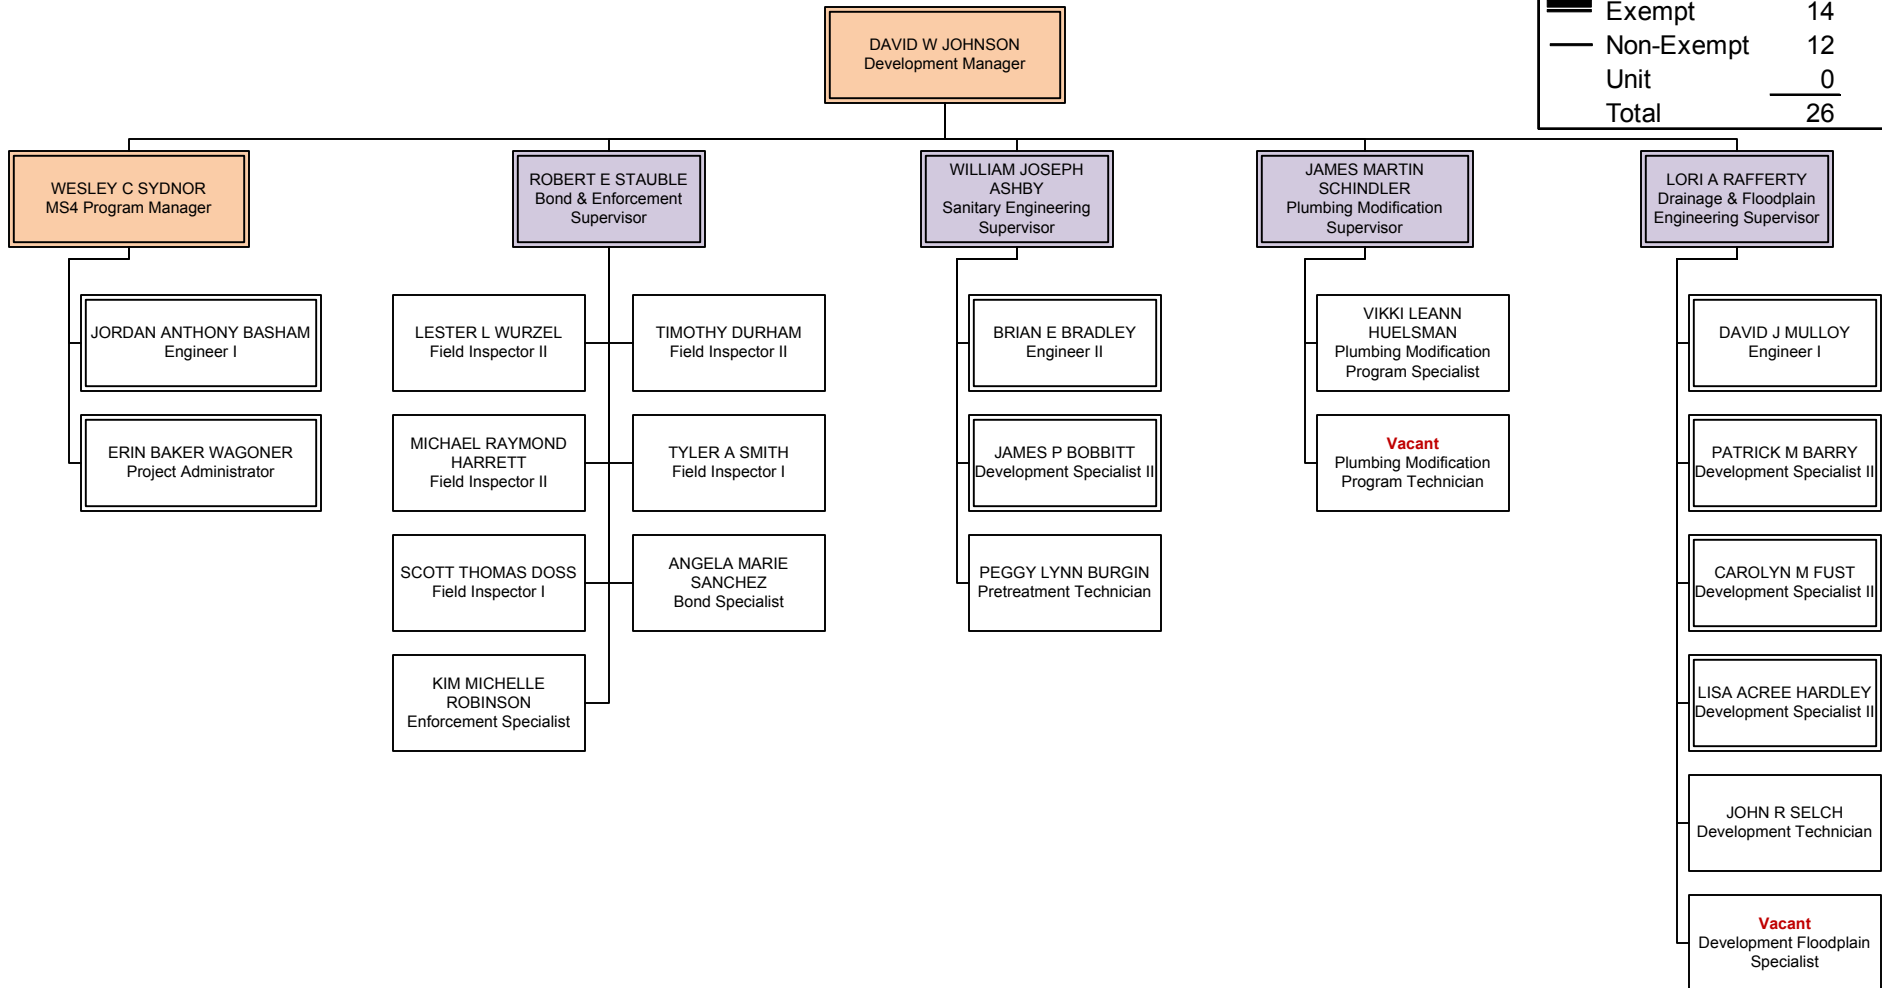 DAVID W JOHNSON
Development Manager
Exempt 14
Non-Exempt 12
Unit 0
Total 26
WESLEY C SYDNOR
MS4 Program Manager
ROBERT E STAUBLE
Bond & Enforcement
Supervisor
WILLIAM JOSEPH
ASHBY
Sanitary Engineering
Supervisor
JAMES MARTIN
SCHINDLER
Plumbing Modification
Supervisor
LORI A RAFFERTY
Drainage & Floodplain
Engineering Supervisor
JORDAN ANTHONY BASHAM
Engineer I
ERIN BAKER WAGONER
Project Administrator
LESTER L WURZEL
Field Inspector II
TIMOTHY DURHAM
Field Inspector II
MICHAEL RAYMOND
HARRETT
Field Inspector II
TYLER A SMITH
Field Inspector I
SCOTT THOMAS DOSS
Field Inspector I
ANGELA MARIE
SANCHEZ
Bond Specialist
KIM MICHELLE
ROBINSON
Enforcement Specialist
BRIAN E BRADLEY
Engineer II
JAMES P BOBBITT
Development Specialist II
PEGGY LYNN BURGIN
Pretreatment Technician
VIKKI LEANN
HUELSMAN
Plumbing Modification
Program Specialist
Vacant
Plumbing Modification
Program Technician
DAVID J MULLOY
Engineer I
PATRICK M BARRY
Development Specialist II
CAROLYN M FUST
Development Specialist II
LISA ACREE HARDLEY
Development Specialist II
JOHN R SELCH
Development Technician
Vacant
Development Floodplain
Specialist